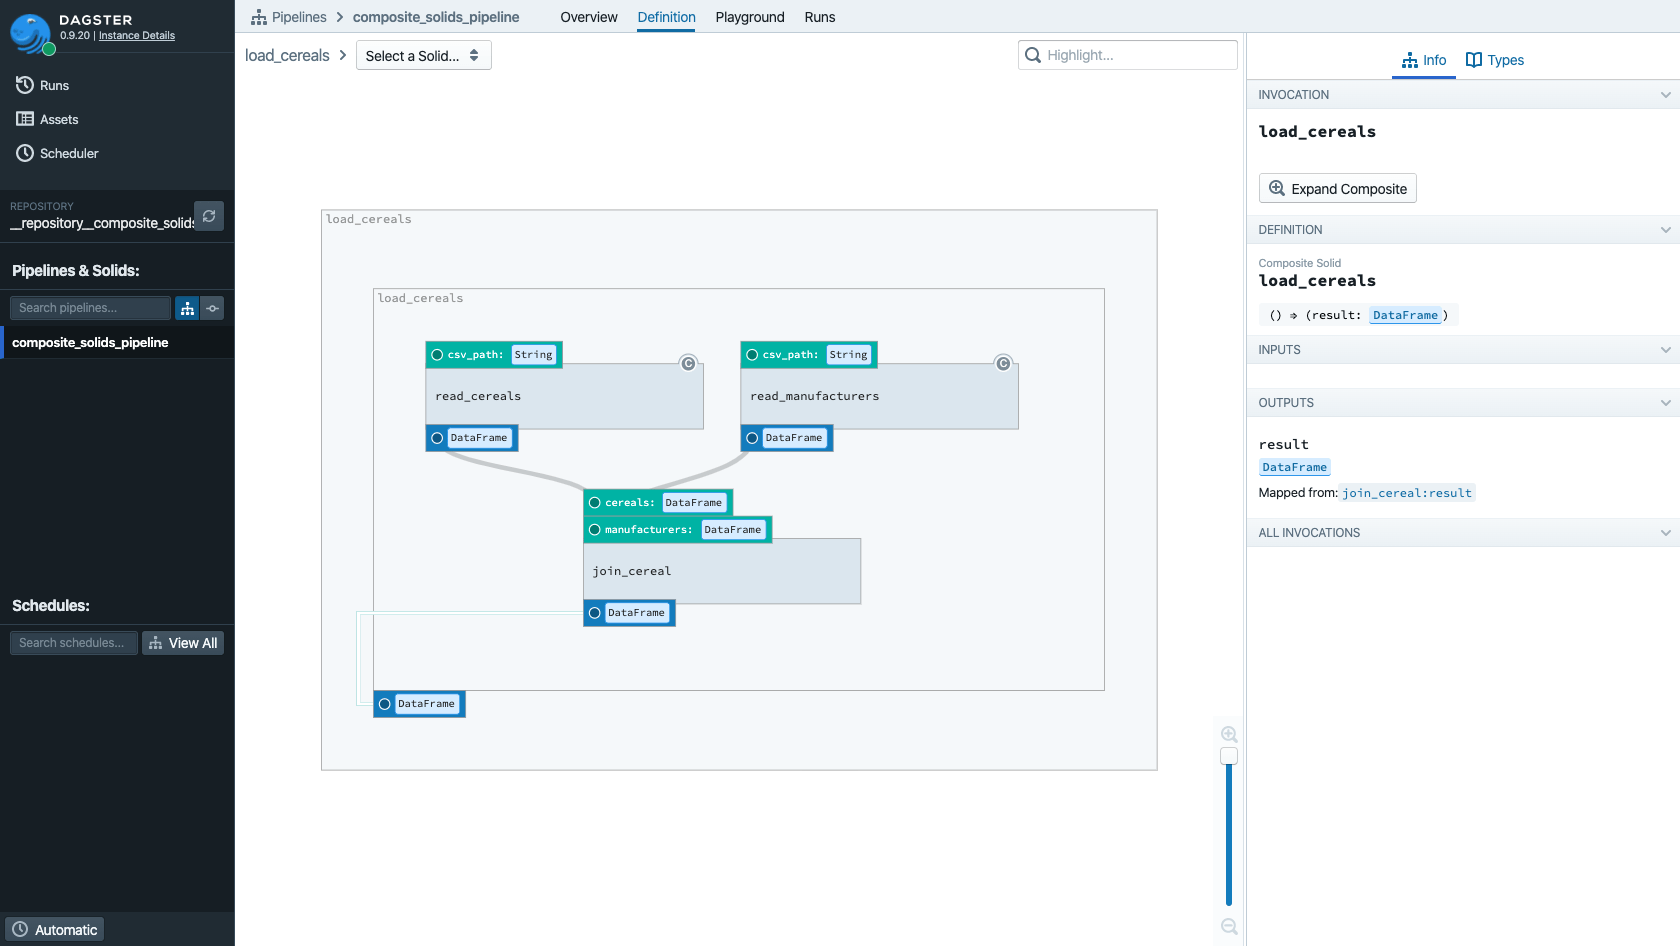 DAGSTER
0.9.20 | Instance Details
Runs
Assets
Scheduler
REPOSITORY
__repository__composite_solids
Pipelines & Solids:
Search pipelines...
composite_solids_pipeline
Schedules:
Search schedules...
View All
Automatic
Pipelines
composite_solids_pipeline
Overview
Definition
Playground
Runs
load_cereals
Select a Solid...
Highlight...
load_cereals
load_cereals
csv_path: String
C
read_cereals
DataFrame
csv_path: String
C
read_manufacturers
DataFrame
cereals: DataFrame
manufacturers: DataFrame
join_cereal
DataFrame
DataFrame
Info
Types
INVOCATION
load_cereals
Expand Composite
DEFINITION
Composite Solid
load_cereals
() ⇒ (result: DataFrame)
INPUTS
OUTPUTS
result
DataFrame
Mapped from: join_cereal:result
ALL INVOCATIONS